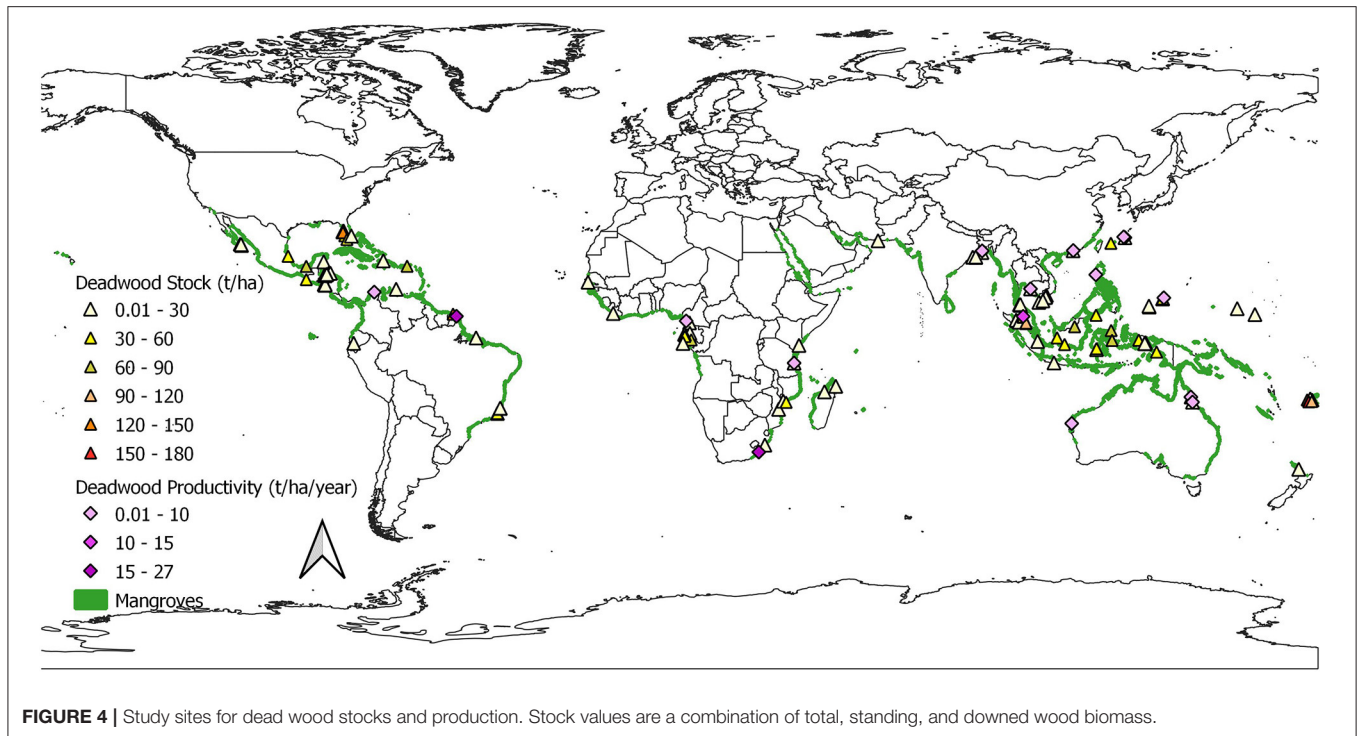 Deadwood Stock (t/ha)
0.01 - 30
30 - 60
60 - 90
90 - 120
120 - 150
150 - 180
Deadwood Productivity (t/ha/year)
0.01 - 10
10 - 15
15 - 27
Mangroves
FIGURE 4 | Study sites for dead wood stocks and production. Stock values are a combination of total, standing, and downed wood biomass.